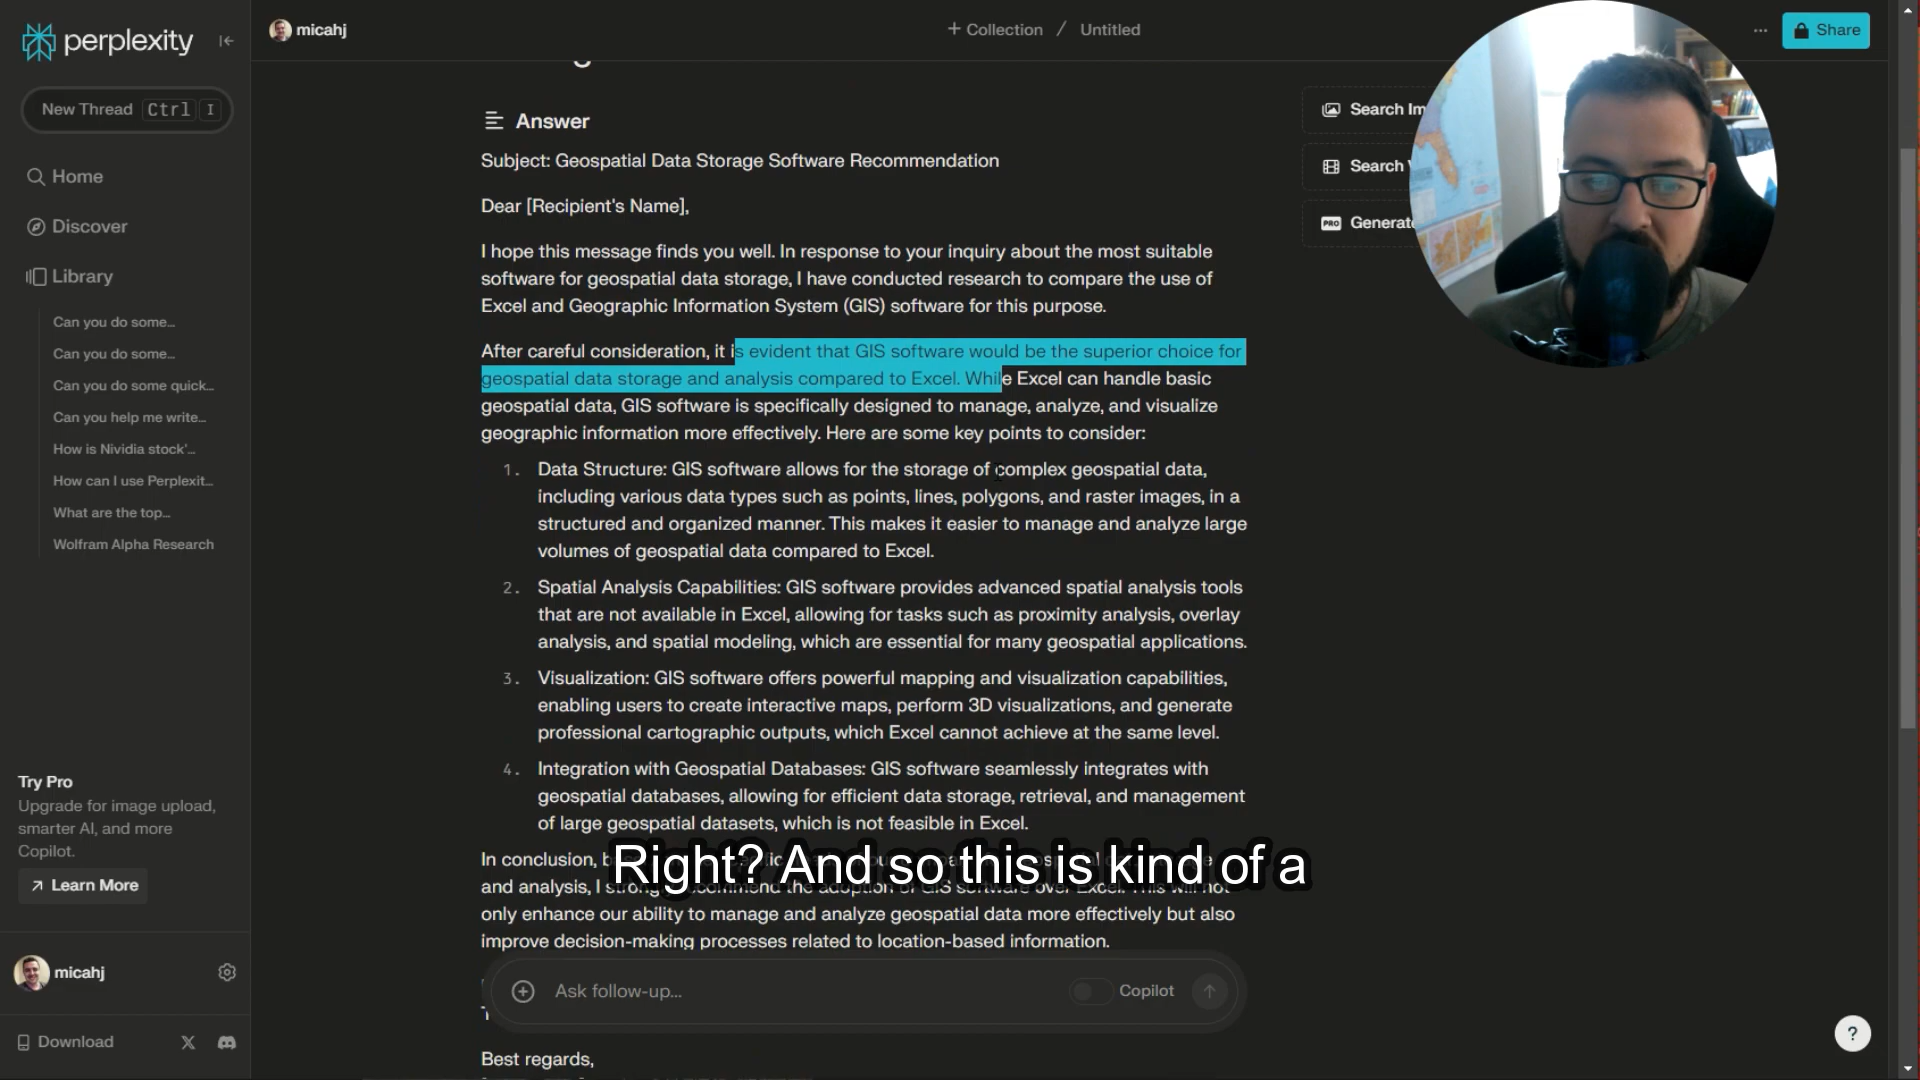 perplexity
New Thread Ctrl I
Home
Discover
Library
Can you do some…
Can you do some…
Can you do some quick…
Can you help me write…
How is Nividia stock'…
How can I use Perplexit…
What are the top…
Wolfram Alpha Research
Try Pro
Upgrade for image upload,
smarter AI, and more
Copilot.
Learn More
micahj
Download
micahj
+ Collection / Untitled
Share
Answer
Subject: Geospatial Data Storage Software Recommendation
Dear [Recipient's Name],
I hope this message finds you well. In response to your inquiry about the most suitable
software for geospatial data storage, I have conducted research to compare the use of
Excel and Geographic Information System (GIS) software for this purpose.
After careful consideration, it is evident that GIS software would be the superior choice for
geospatial data storage and analysis compared to Excel. While Excel can handle basic
geospatial data, GIS software is specifically designed to manage, analyze, and visualize
geographic information more effectively. Here are some key points to consider:
1. Data Structure: GIS software allows for the storage of complex geospatial data,
including various data types such as points, lines, polygons, and raster images, in a
structured and organized manner. This makes it easier to manage and analyze large
volumes of geospatial data compared to Excel.
2. Spatial Analysis Capabilities: GIS software provides advanced spatial analysis tools
that are not available in Excel, allowing for tasks such as proximity analysis, overlay
analysis, and spatial modeling, which are essential for many geospatial applications.
3. Visualization: GIS software offers powerful mapping and visualization capabilities,
enabling users to create interactive maps, perform 3D visualizations, and generate
professional cartographic outputs, which Excel cannot achieve at the same level.
4. Integration with Geospatial Databases: GIS software seamlessly integrates with
geospatial databases, allowing for efficient data storage, retrieval, and management
of large geospatial datasets, which is not feasible in Excel.
In conclusion,
Right? And so this is kind of a
and analysis, I recommend the adoption of GIS software over Excel. This will not
only enhance our ability to manage and analyze geospatial data more effectively but also
improve decision-making processes related to location-based information.
Ask follow-up...
Copilot
Best regards,
Search
Search
PRO
?